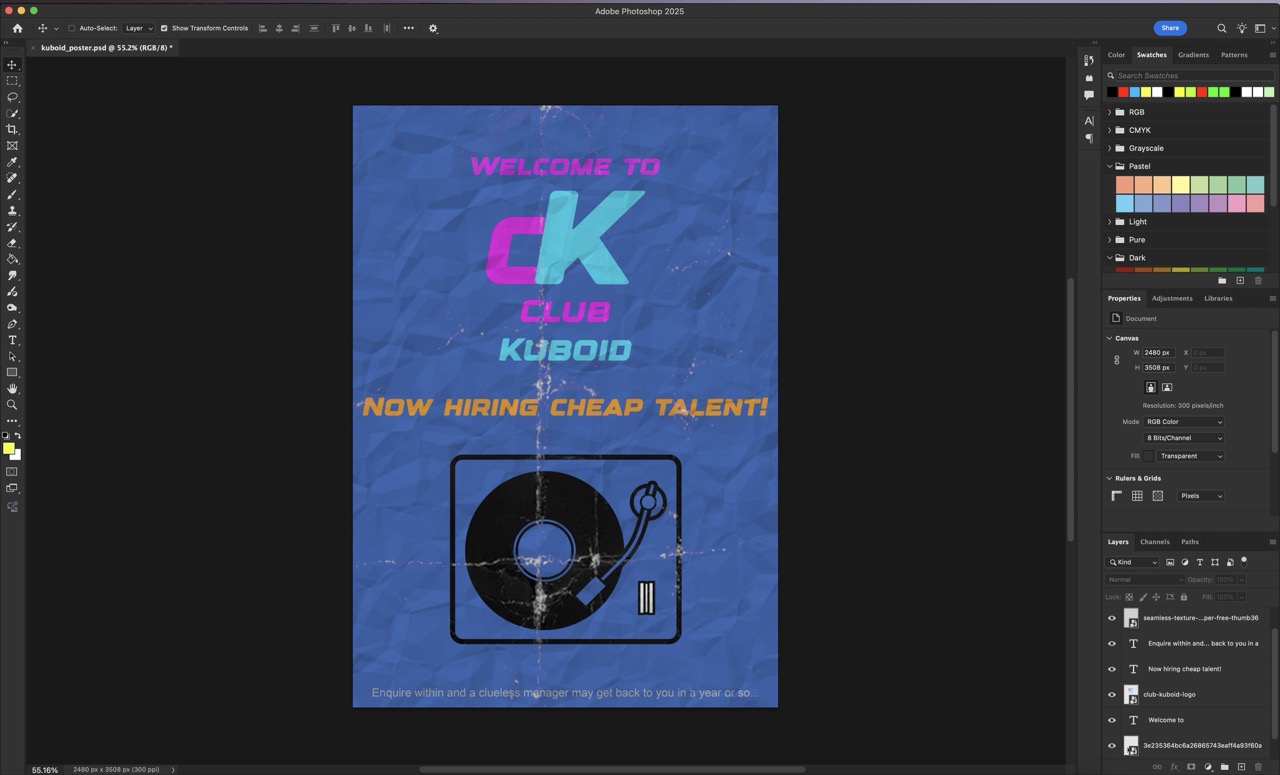 Adobe Photoshop 2025
Auto-Select: Layer Show Transform Controls Share
kuboid_poster.psd @ 55.2% (RGB/8) *
Color Swatches Gradients Patterns
Search Swatches
RGB
CMYK
Grayscale
Pastel
Light
Pure
Dark
WELCOME TO
CK
CLUB
KUBOID
NOW HIRING CHEAP TALENT!
Enquire within and a clueless manager may get back to you in a year or so...
Properties Adjustments Libraries
Document
Canvas
W 2480 px X 0 px
H 3508 px Y 0 px
Resolution: 300 pixels/inch
Mode RGB Color
8 Bits/Channel
Fill Transparent
Rulers & Grids
Pixels
Layers Channels Paths
Kind
Normal Opacity: 100%
Lock: Fill: 100%
seamless-texture-...per-free-thumb36
Enquire within and... back to you in a
Now hiring cheap talent!
club-kuboid-logo
Welcome to
3e235364bc6a26865743eaff4a93f60a
55.16% 2480 px x 3508 px (300 ppi)